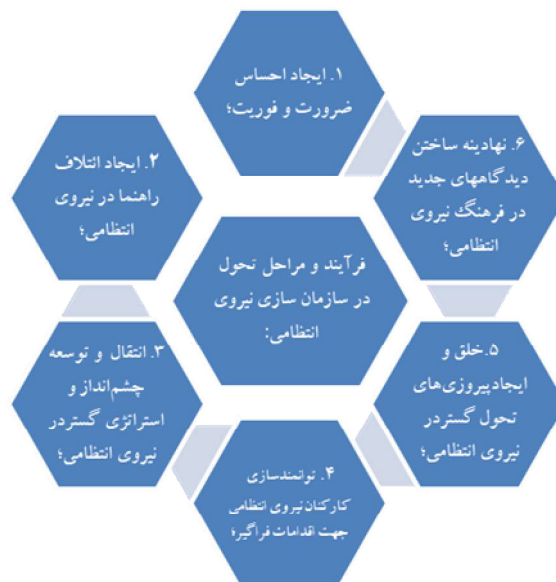 ۱. ایجاد احساس
ضرورت و فوریت؛
۲. ایجاد ائتلاف
راهنما در نیروی
انتظامی؛
۳. انتقال و توسعه
چشم‌انداز و
استراتژی گستردر
نیروی انتظامی؛
۴. توانمندسازی
کارکنان نیروی انتظامی
جهت اقدامات فراگیر؛
۵.خلق و
ایجادپیروزی‌های
تحول گستردر
نیروی انتظامی؛
۶. نهادینه ساختن
دیدگاههای جدید
در فرهنگ نیروی
انتظامی؛
فرآیند و مراحل تحول
در سازمان سازی نیروی
انتظامی: